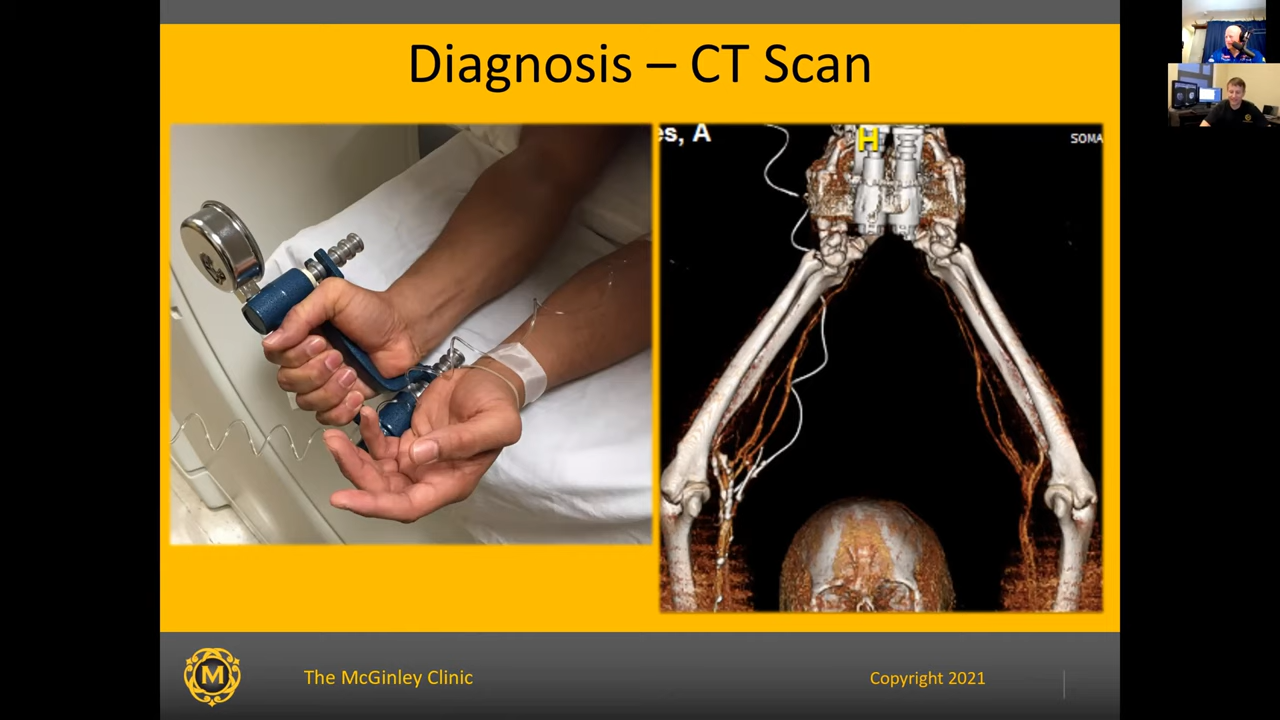 Diagnosis – CT Scan
es, A
H
SOMA
M
The McGinley Clinic
Copyright 2021